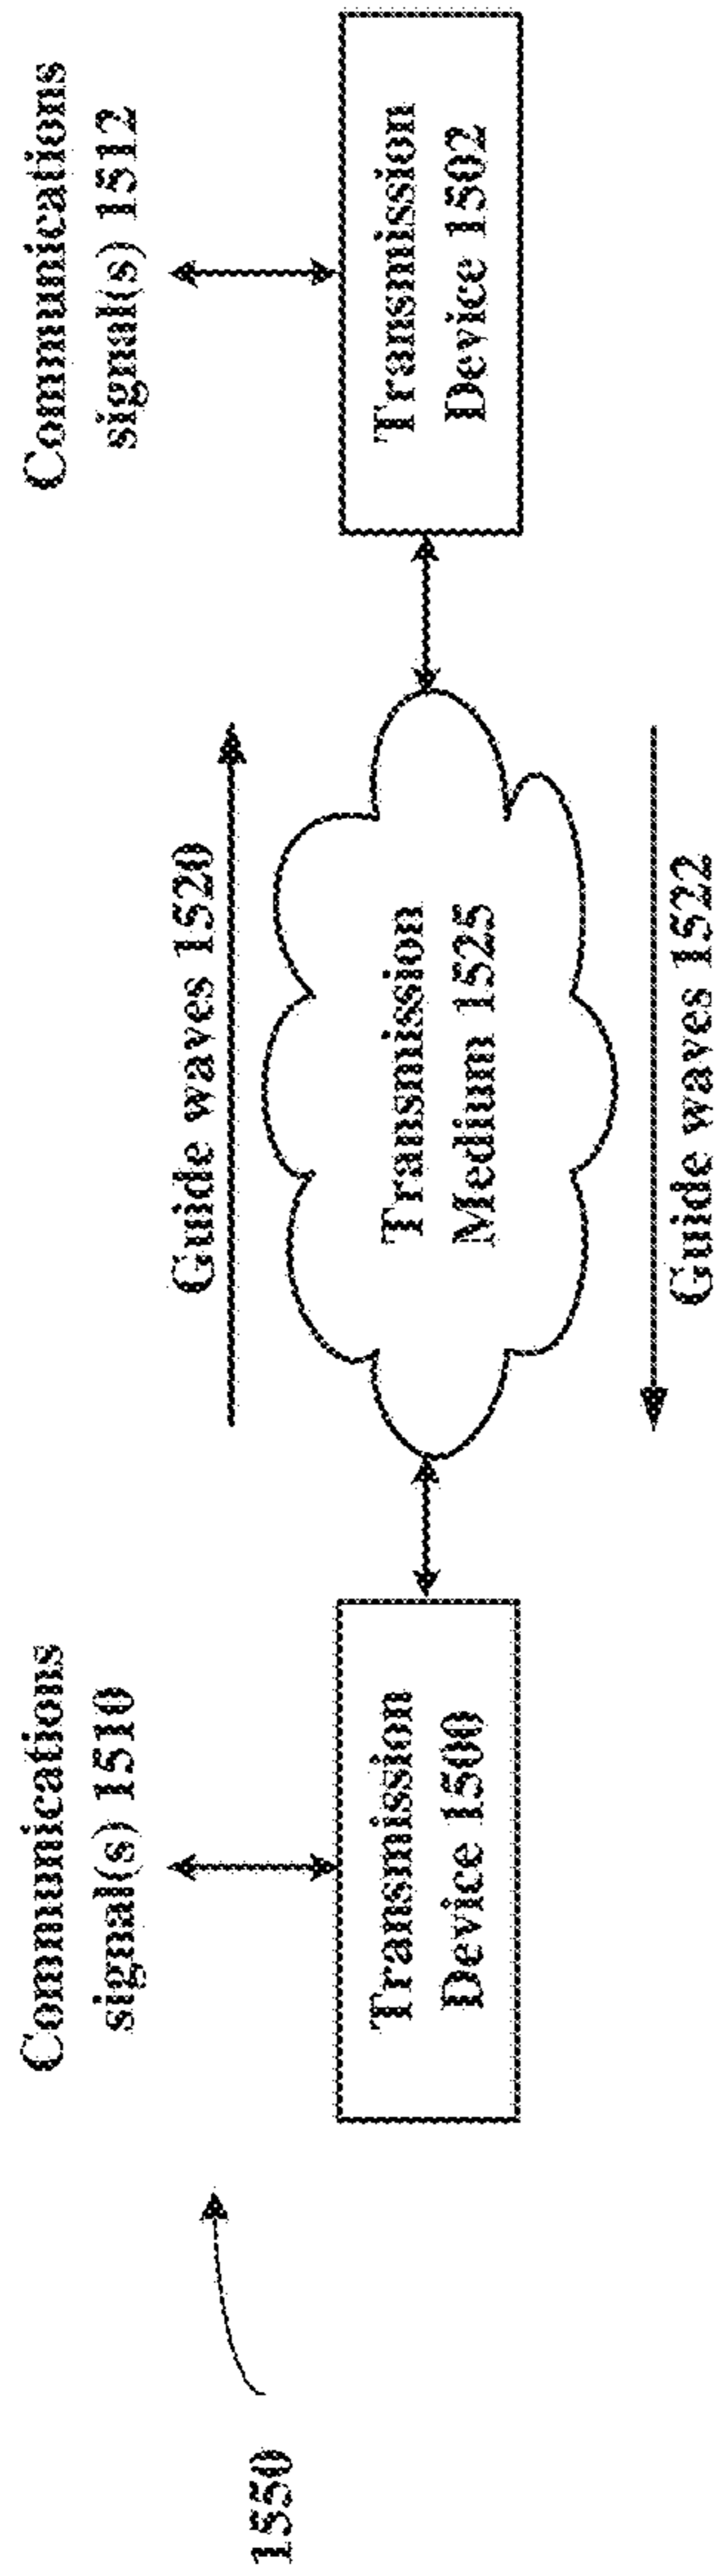 Communications
signal(s) 1510
Communications
signal(s) 1512
Guide waves 1520
Transmission
Device 1500
Transmission
Medium 1525
Transmission
Device 1502
Guide waves 1522
1550